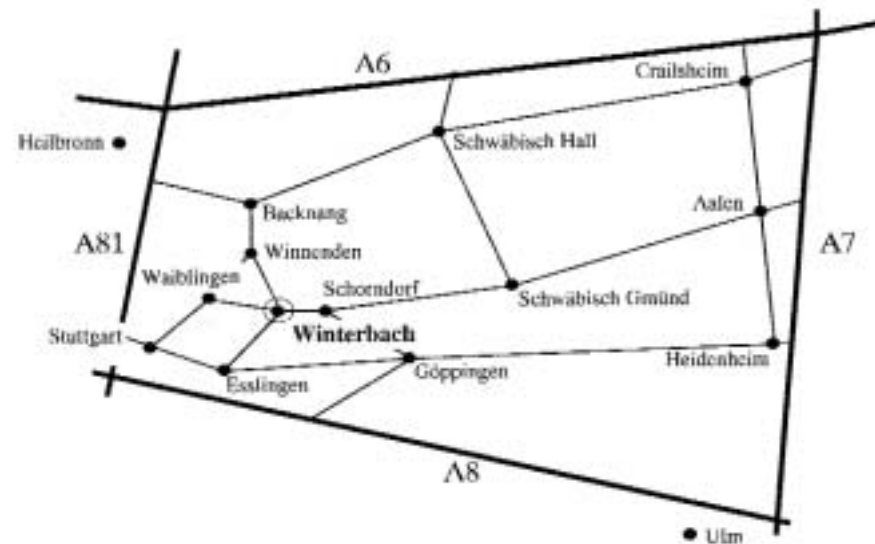 A6
Crailsheim
Heilbronn
Schwäbisch Hall
Backnang
Aalen
A81
Winnenden
A7
Waiblingen
Schorndorf
Schwäbisch Gmünd
Stuttgart
Winterbach
Heidenheim
Esslingen
Göppingen
A8
Ulm